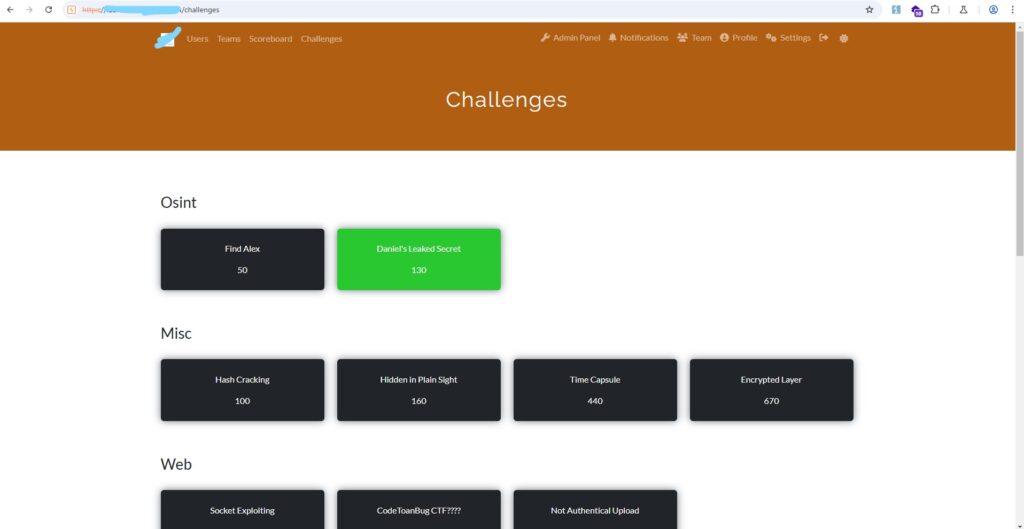 /challenges
Users Teams Scoreboard Challenges Admin Panel Notifications Team Profile Settings
Challenges
Osint
Find Alex
50
Daniel's Leaked Secret
130
Misc
Hash Cracking
100
Hidden in Plain Sight
160
Time Capsule
440
Encrypted Layer
670
Web
Socket Exploiting
CodeToanBug CTF????
Not Authentical Upload